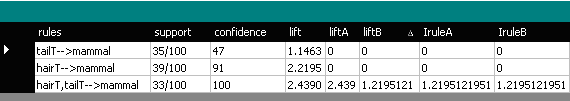 rules support confidence lift liftA liftB Δ IruleA IruleB
tailT-->mammal 35/100 47 1.1463 0 0 0 0
hairT-->mammal 39/100 91 2.2195 0 0 0 0
hairT,tailT-->mammal 33/100 100 2.4390 2.439 1.2195121 1.2195121951 1.2195121951